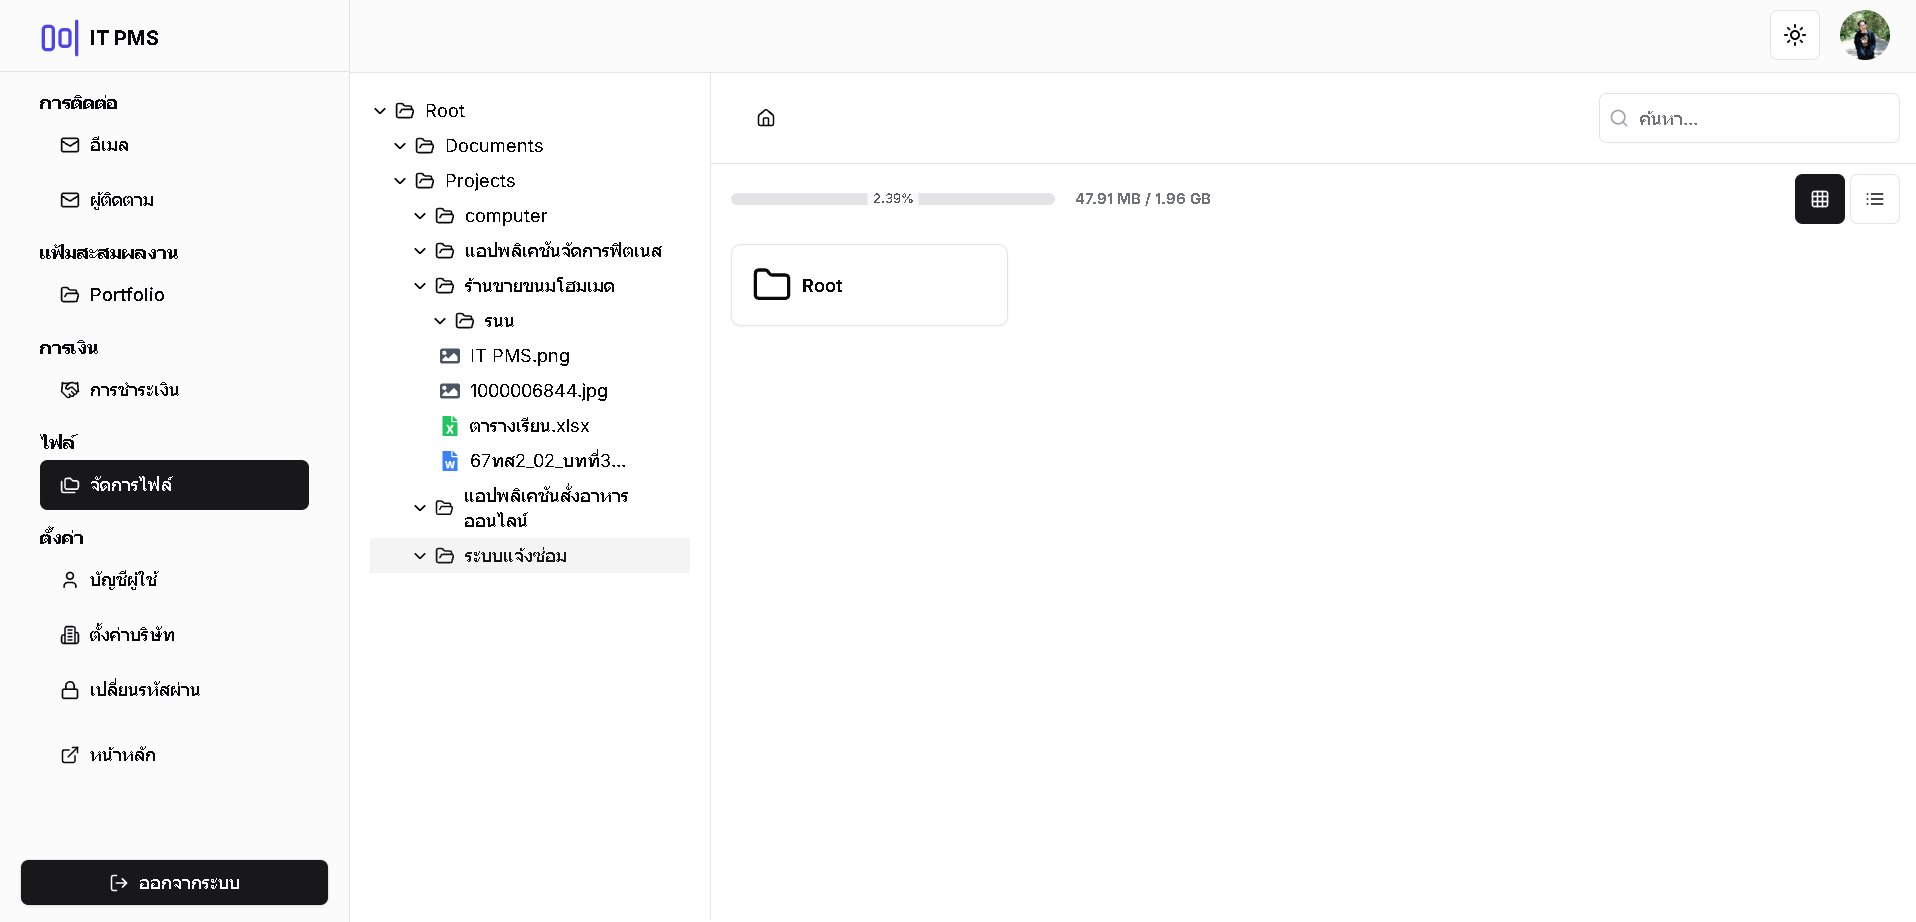 IT PMS
การติดต่อ
อีเมล
ผู้ติดตาม
แฟ้มสะสมผลงาน
Portfolio
การเงิน
การชำระเงิน
ไฟล์
จัดการไฟล์
ตั้งค่า
บัญชีผู้ใช้
ตั้งค่าบริษัท
เปลี่ยนรหัสผ่าน
หน้าหลัก
ออกจากระบบ
Root
Documents
Projects
computer
แอปพลิเคชันจัดการฟิตเนส
ร้านขายขนมโฮมเมด
รนน
IT PMS.png
1000006844.jpg
ตารางเรียน.xlsx
67ทส2_02_บทที่3...
แอปพลิเคชันสั่งอาหาร
ออนไลน์
ระบบแจ้งซ่อม
ค้นหา...
2.39% 47.91 MB / 1.96 GB
Root